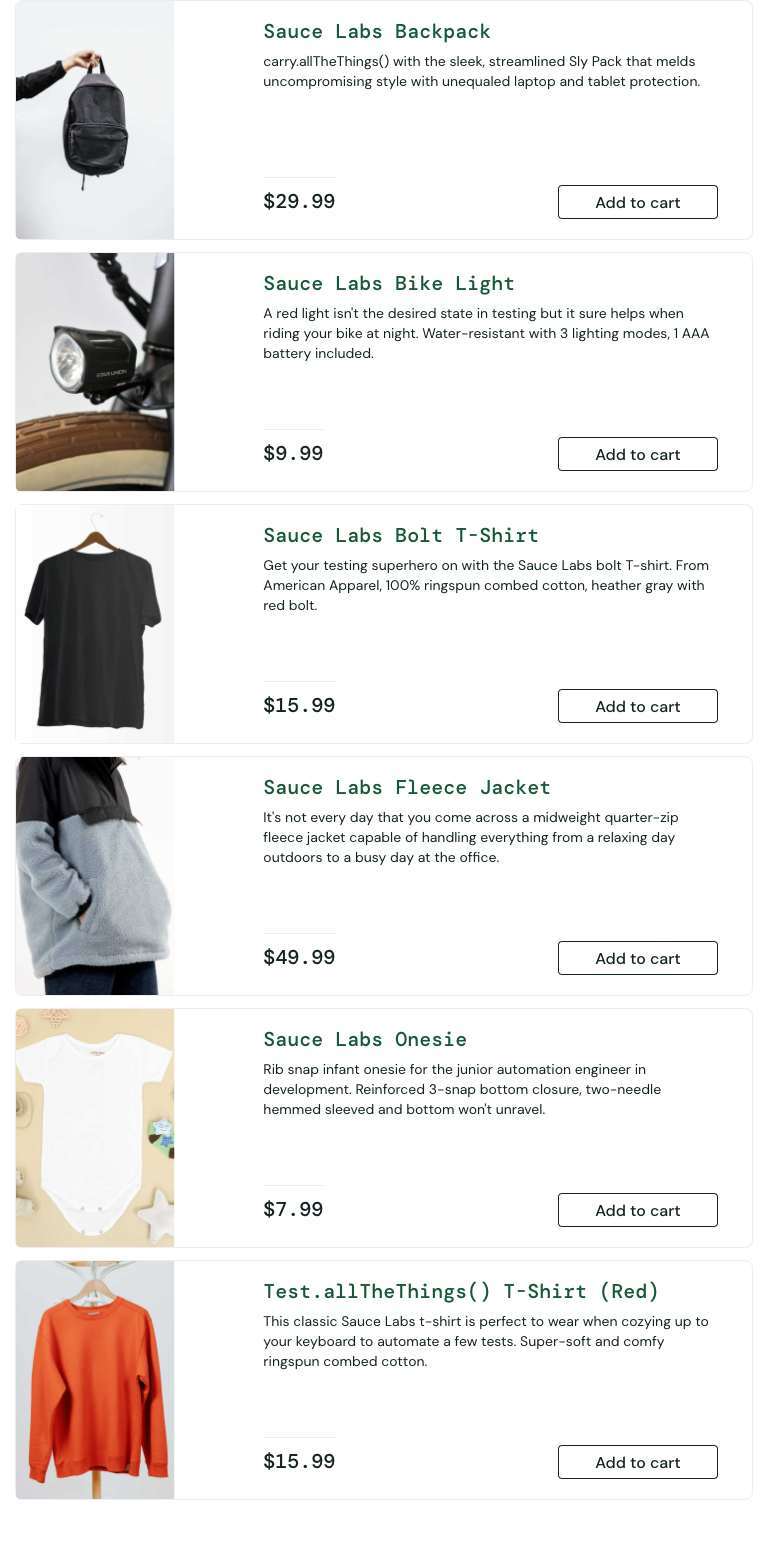 Sauce Labs Backpack
carry.allTheThings() with the sleek, streamlined Sly Pack that melds
uncompromising style with unequaled laptop and tablet protection.
$29.99
Add to cart
STAR UNION
Sauce Labs Bike Light
A red light isn't the desired state in testing but it sure helps when
riding your bike at night. Water-resistant with 3 lighting modes, 1 AAA
battery included.
$9.99
Add to cart
Sauce Labs Bolt T-Shirt
Get your testing superhero on with the Sauce Labs bolt T-shirt. From
American Apparel, 100% ringspun combed cotton, heather gray with
red bolt.
$15.99
Add to cart
Sauce Labs Fleece Jacket
It's not every day that you come across a midweight quarter-zip
fleece jacket capable of handling everything from a relaxing day
outdoors to a busy day at the office.
$49.99
Add to cart
Sauce Labs Onesie
Rib snap infant onesie for the junior automation engineer in
development. Reinforced 3-snap bottom closure, two-needle
hemmed sleeved and bottom won't unravel.
$7.99
Add to cart
Test.allTheThings() T-Shirt (Red)
This classic Sauce Labs t-shirt is perfect to wear when cozying up to
your keyboard to automate a few tests. Super-soft and comfy
ringspun combed cotton.
$15.99
Add to cart